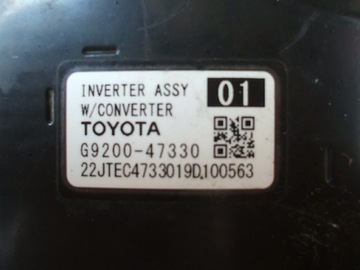 INVERTER ASSY 01
W/CONVERTER
TOYOTA
G9200-47330
22JTEC4733019D,100563